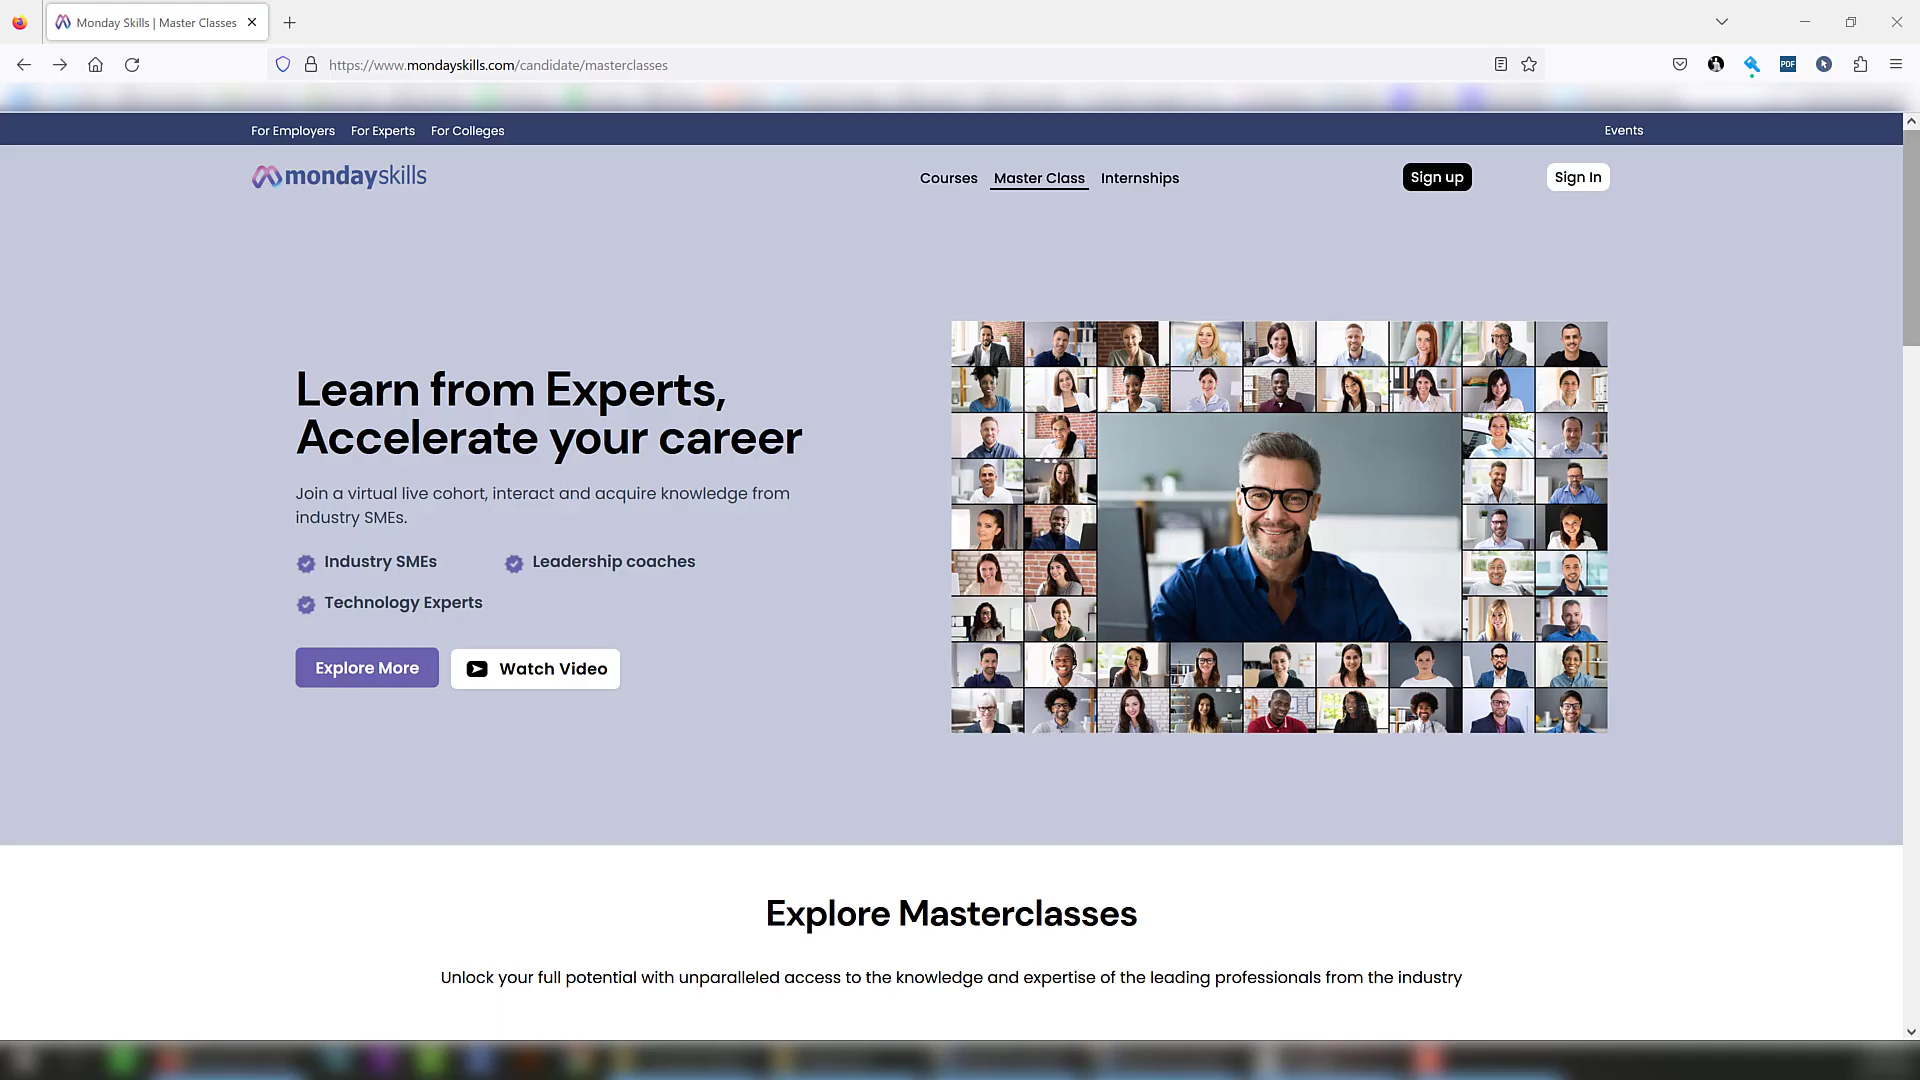 Monday Skills | Master Classes
https://www.mondayskills.com/candidate/masterclasses
PDF
For Employers For Experts For Colleges Events
mondayskills Courses Master Class Internships Sign up Sign In
Learn from Experts,
Accelerate your career
Join a virtual live cohort, interact and acquire knowledge from
industry SMEs.
Industry SMEs Leadership coaches
Technology Experts
Explore More Watch Video
Explore Masterclasses
Unlock your full potential with unparalleled access to the knowledge and expertise of the leading professionals from the industry